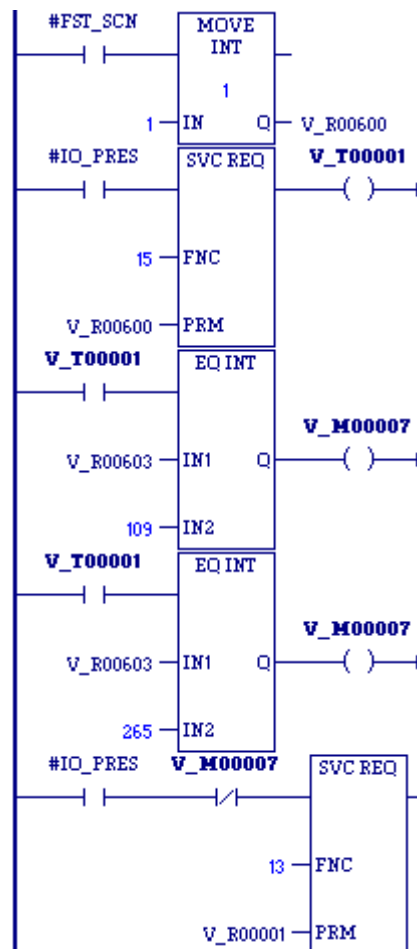 #FST_SCN
MOVE
INT
1
1 IN Q V_R00600
#IO_PRES SVC REQ V_T00001
15 FNC
V_R00600 PRM
V_T00001 EQ INT
V_M00007
V_R00603 IN1 Q
109 IN2
V_T00001 EQ INT
V_M00007
V_R00603 IN1 Q
265 IN2
#IO_PRES V_M00007 SVC REQ
13 FNC
V_R00001 PRM